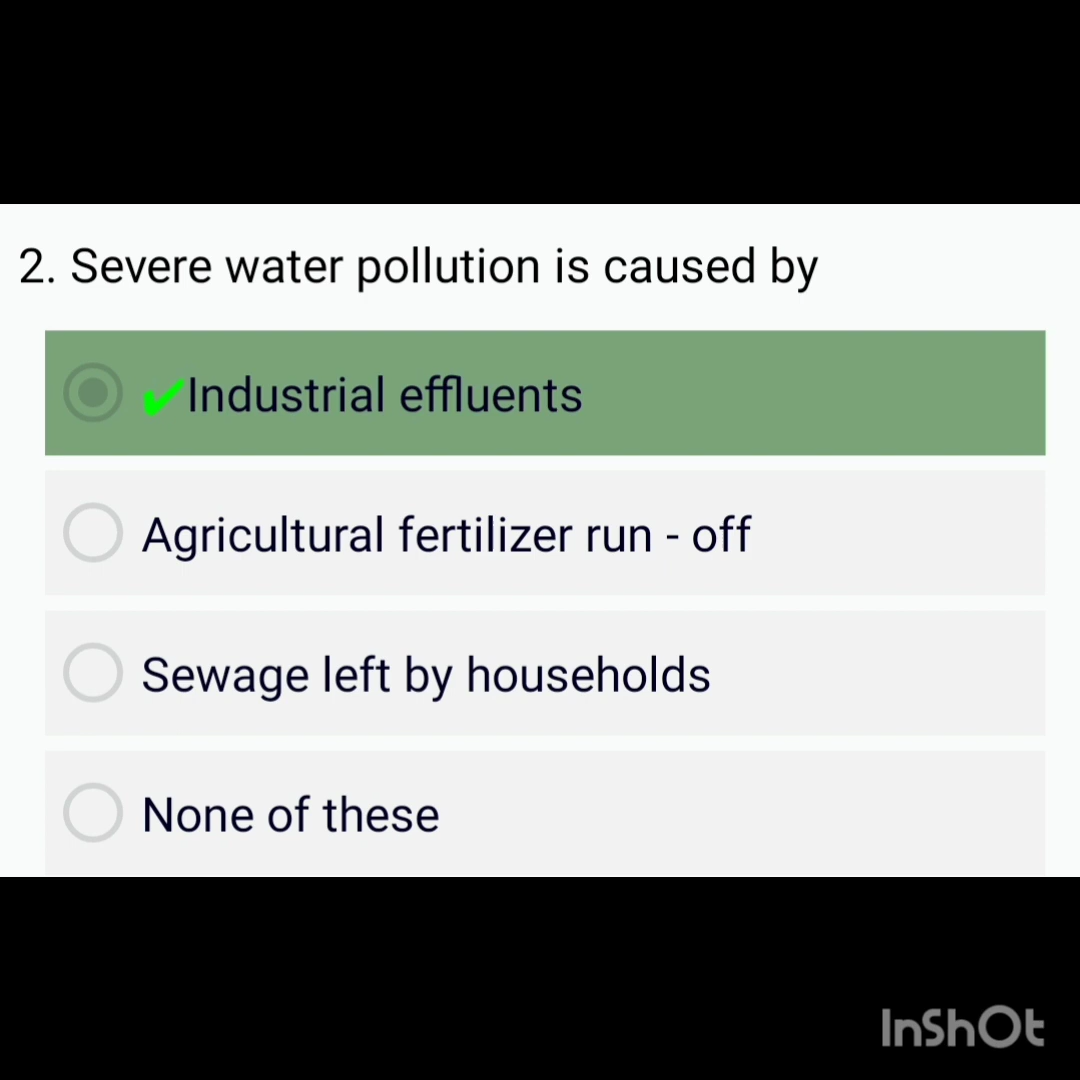 2. Severe water pollution is caused by
✔Industrial effluents
Agricultural fertilizer run - off
Sewage left by households
None of these
InShOt